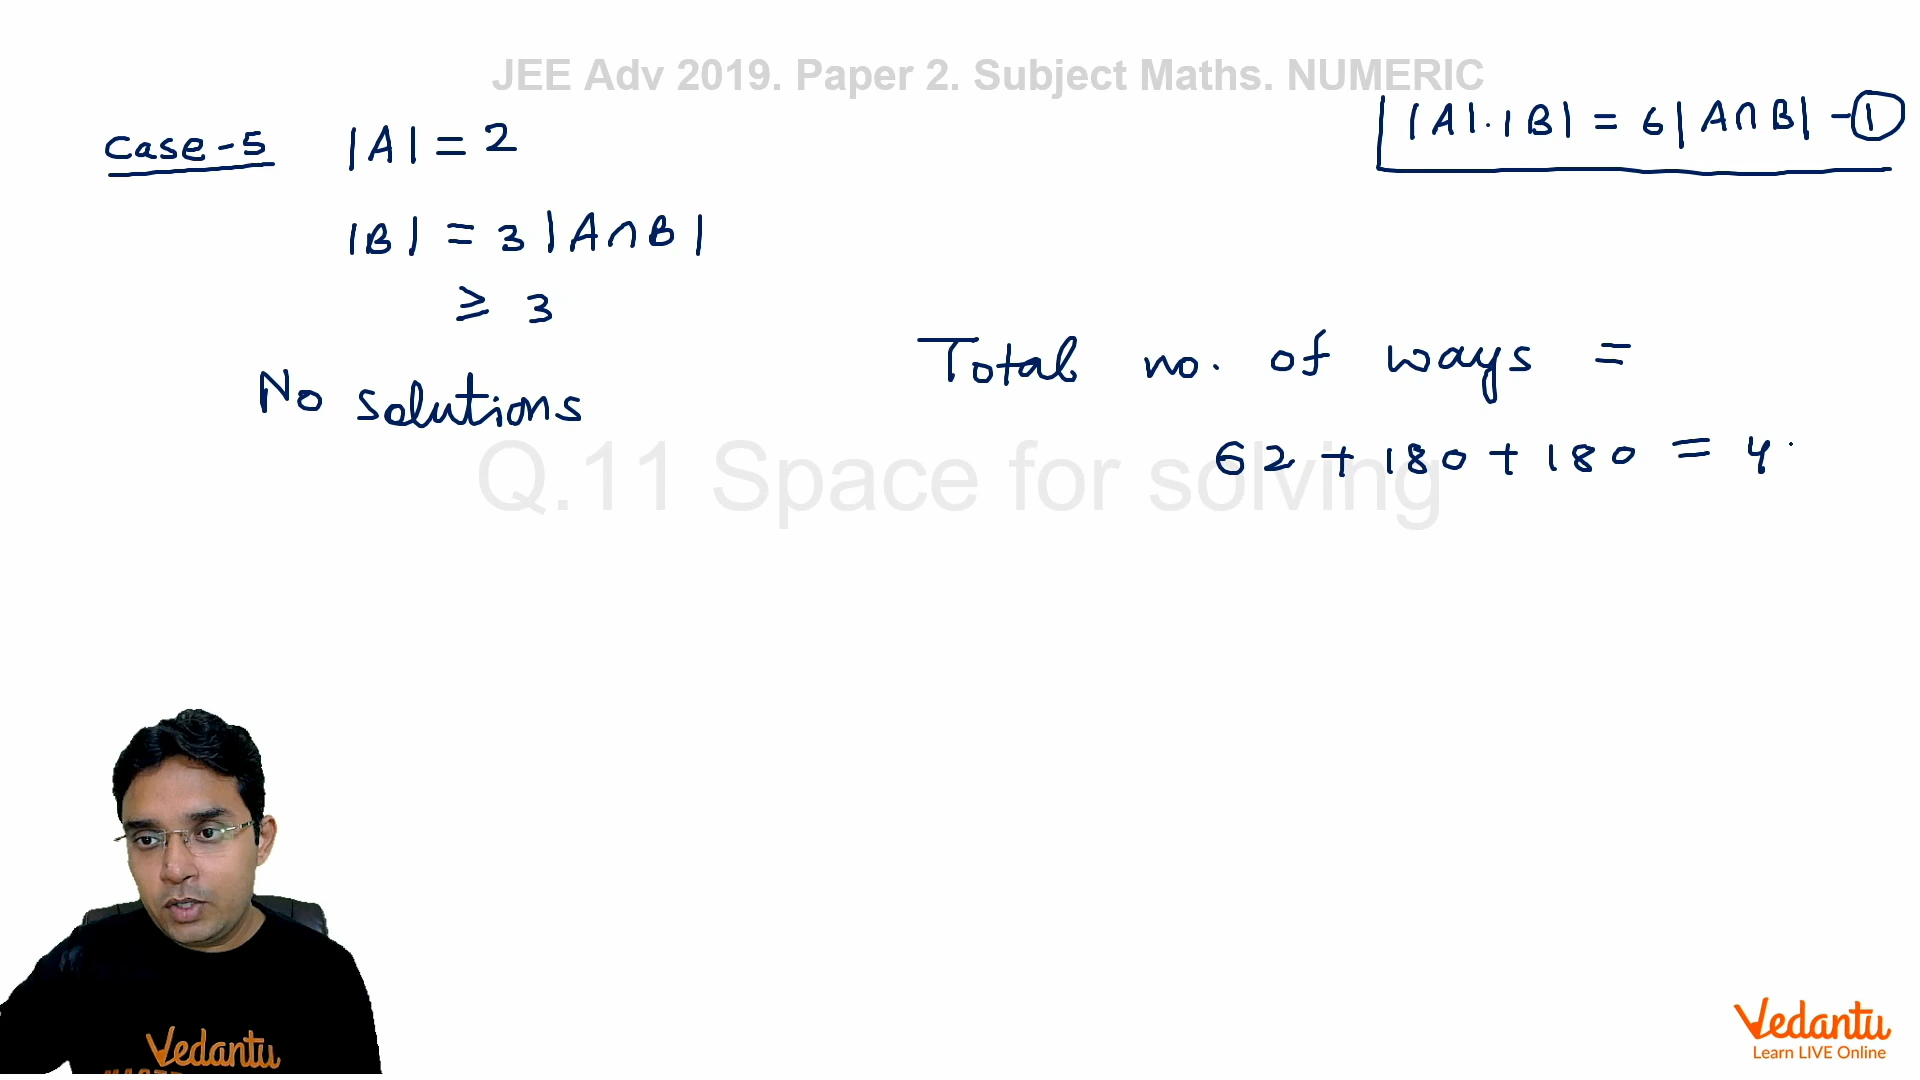 JEE Adv 2019. Paper 2. Subject Maths. NUMERIC
|A|.|B| = 6|A∩B| -①
Case-5 |A| = 2
|B| = 3|A∩B|
≥ 3
No solutions
Total no. of ways =
62 + 180 + 180 = 4
Q.11 Space for solving
Vedantu
Vedantu
Learn LIVE Online